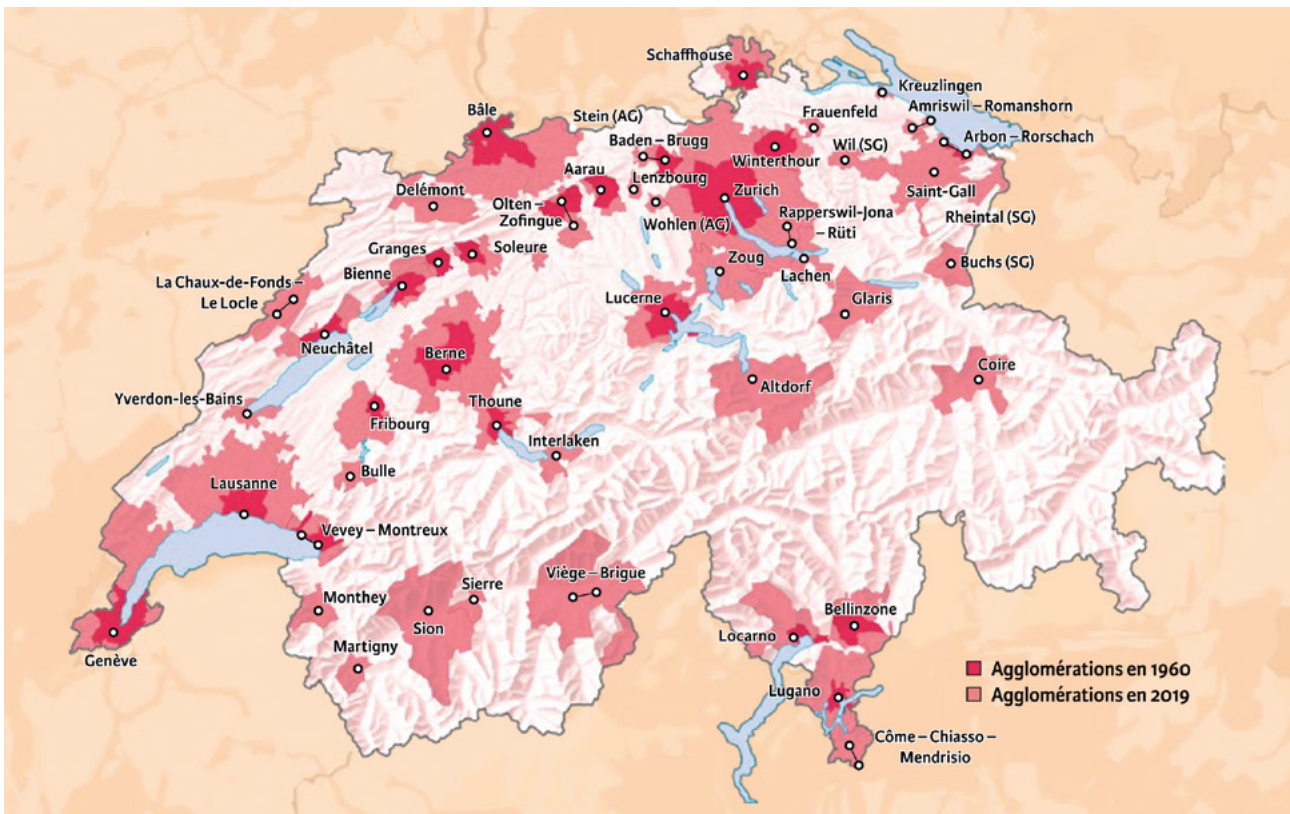 Schaffhouse
Kreuzlingen
Bâle
Stein (AG)
Frauenfeld
Amriswil – Romanshorn
Baden – Brugg
Wil (SG)
Arbon – Rorschach
Winterthour
Aarau
Lenzbourg
Delémont
Zurich
Saint-Gall
Olten –
Zofingue
Wohlen (AG)
Rapperswil-Jona
– Rüti
Rheintal (SG)
Granges
Soleure
Bienne
Zoug
Lachen
Buchs (SG)
La Chaux-de-Fonds –
Le Locle
Lucerne
Glaris
Neuchâtel
Berne
Altdorf
Coire
Yverdon-les-Bains
Fribourg
Thoune
Interlaken
Bulle
Lausanne
Vevey – Montreux
Viège – Brigue
Sierre
Monthey
Sion
Bellinzone
Locarno
Martigny
Genève
Lugano
Agglomérations en 1960
Agglomérations en 2019
Côme – Chiasso –
Mendrisio